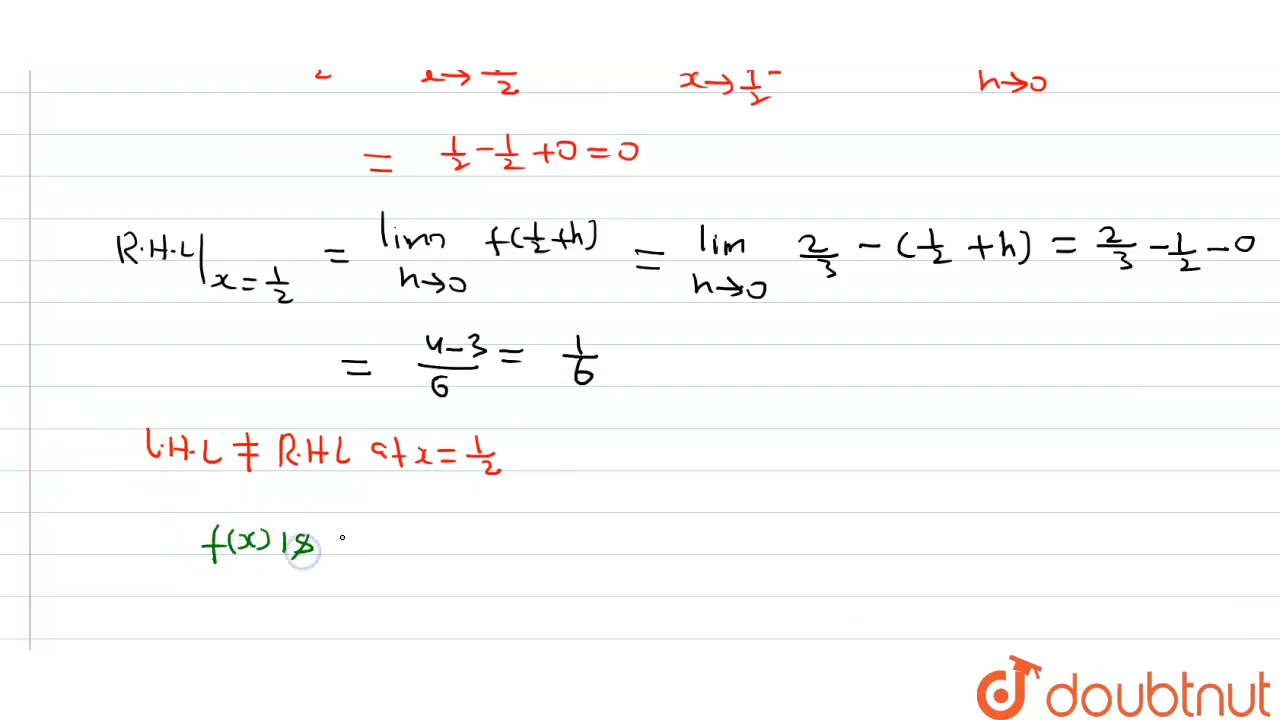 2 x→1/2 x→1/2⁻ h→0
= 1/2 - 1/2 + 0 = 0
R.H.L|x=1/2 = lim h→0 f(1/2+h) = lim h→0 2/3 - (1/2 + h) = 2/3 - 1/2 - 0
= 4-3/6 = 1/6
L.H.L ≠ R.H.L at x = 1/2
f(x) is
doubtnut